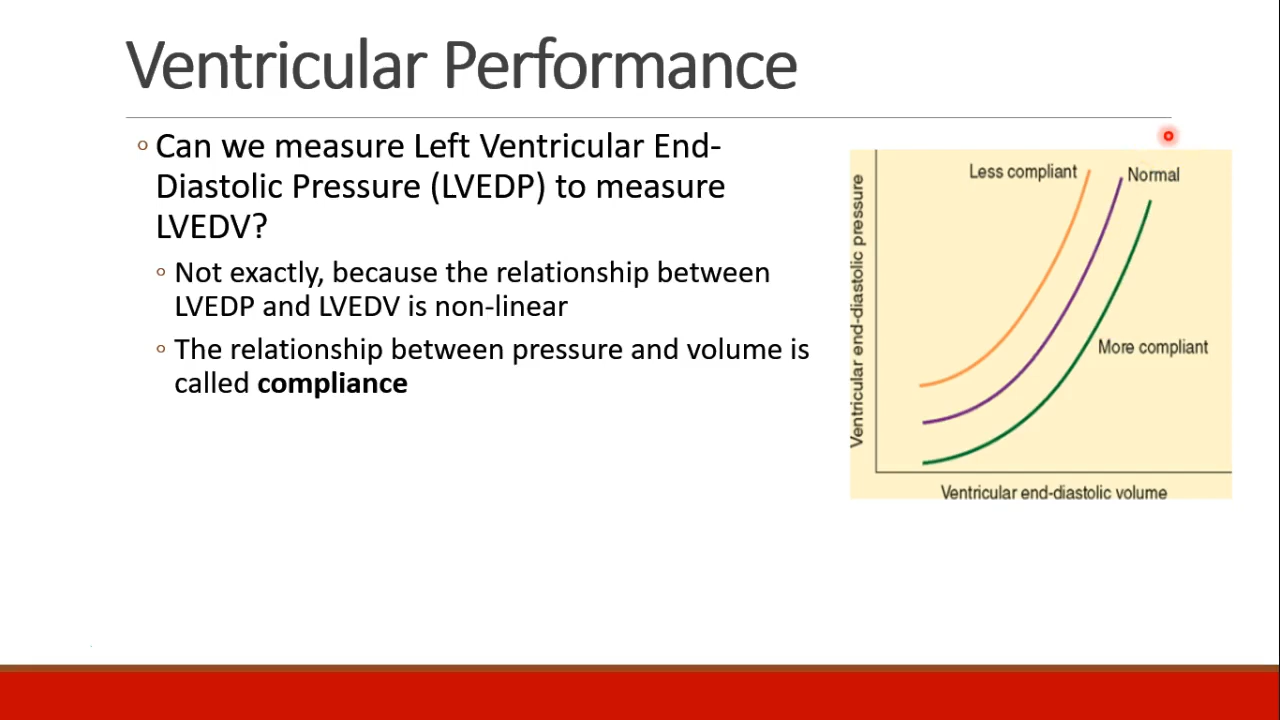 Ventricular Performance
Can we measure Left Ventricular End-
Diastolic Pressure (LVEDP) to measure
LVEDV?
Not exactly, because the relationship between
LVEDP and LVEDV is non-linear
The relationship between pressure and volume is
called compliance
Ventricular end-diastolic pressure
Less compliant
Normal
More compliant
Ventricular end-diastolic volume